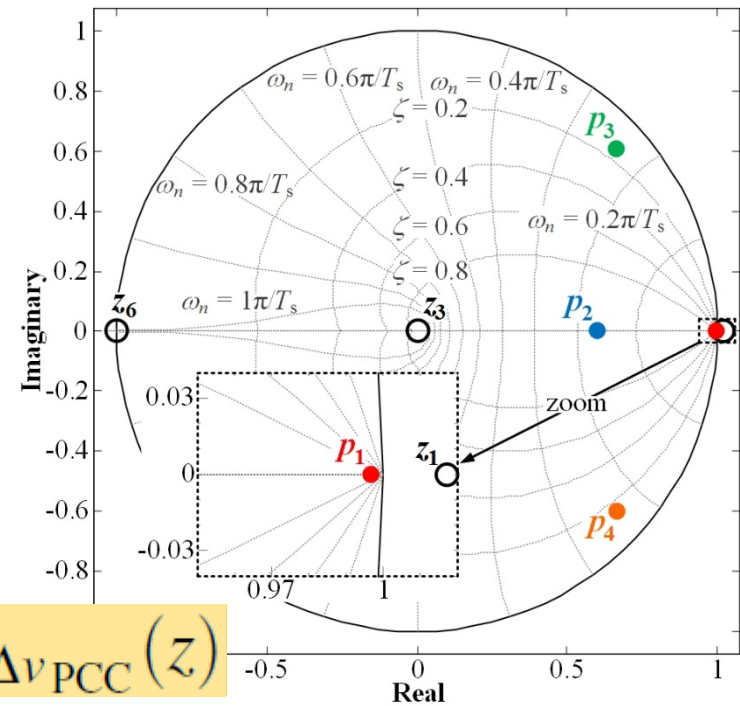 1
ωₙ = 0.6π/Tₛ
ωₙ = 0.4π/Tₛ
0.8
ζ = 0.2
p₃
0.6
ζ = 0.4
ωₙ = 0.8π/Tₛ
0.4
ζ = 0.6
ωₙ = 0.2π/Tₛ
0.2
ζ = 0.8
z₆
ωₙ = 1π/Tₛ
z₃
p₂
0
Imaginary
-0.2
zoom
0.03
p₁
z₁
-0.4
0
-0.6
p₄
-0.03
-0.8
0.97
1
Δv_PCC(z)
-0.5
0
0.5
1
Real